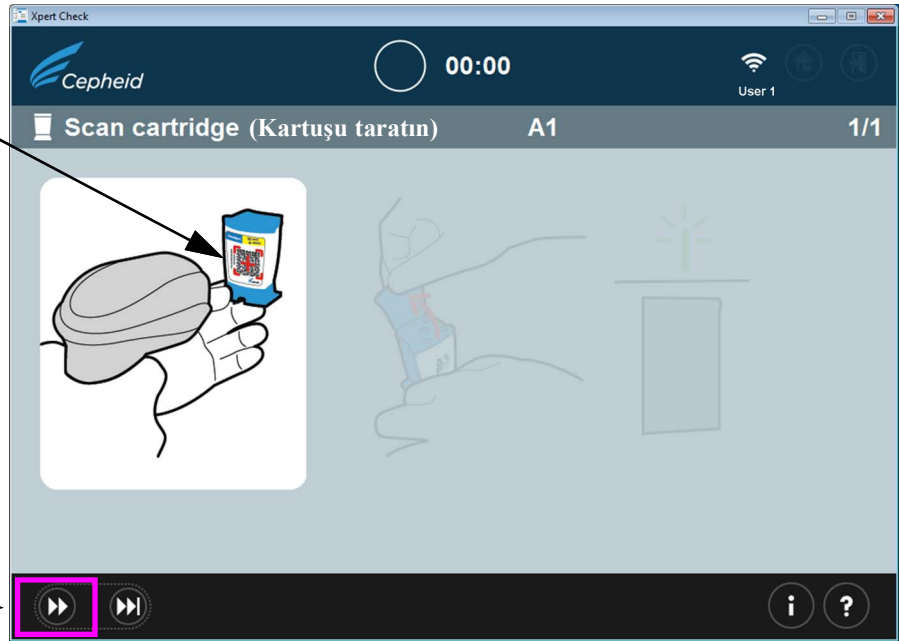 Xpert Check
Cepheid
00:00
User 1
Scan cartridge (Kartuşu taratın) A1 1/1
i ?